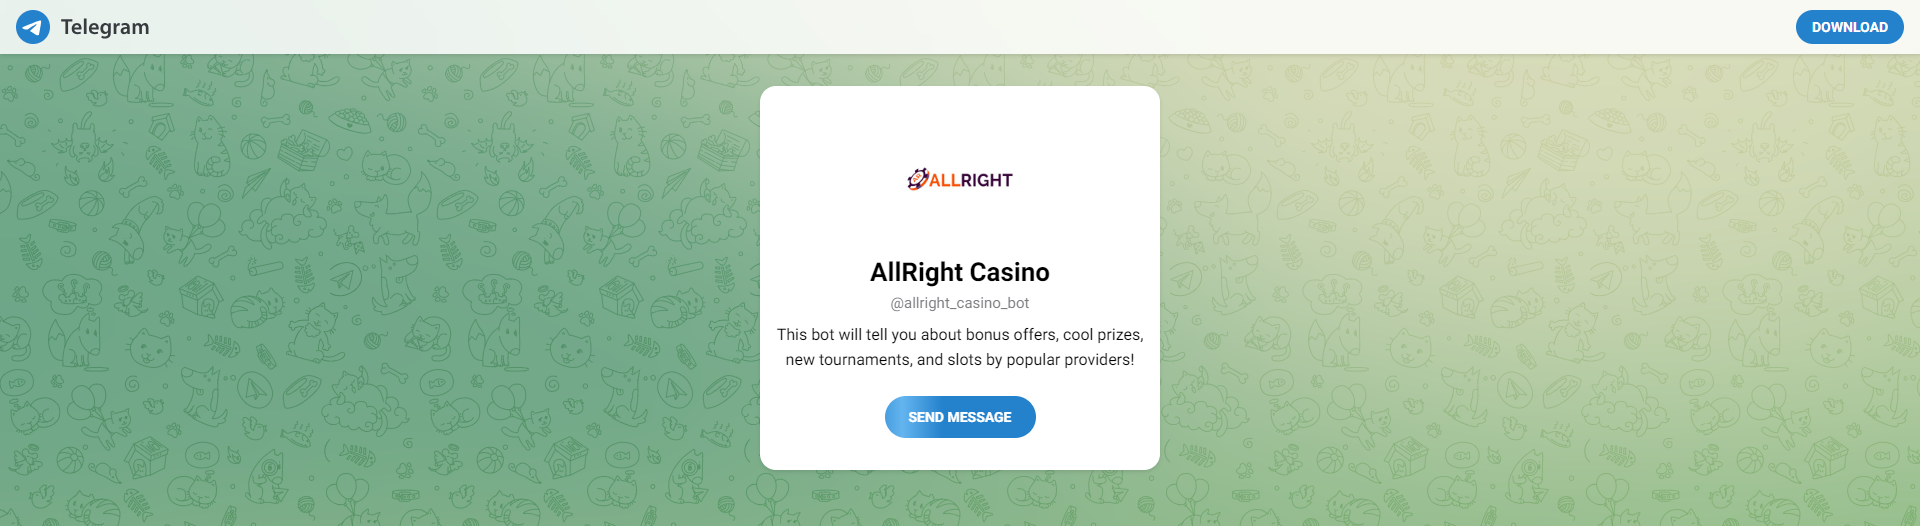 Telegram
DOWNLOAD
ALLRIGHT
AllRight Casino
@allright_casino_bot
This bot will tell you about bonus offers, cool prizes,
new tournaments, and slots by popular providers!
SEND MESSAGE